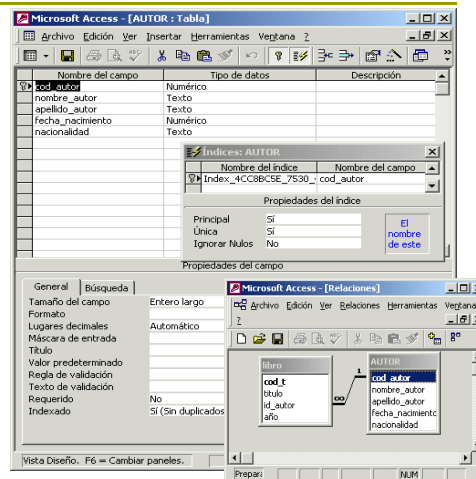 Microsoft Access - [AUTOR : Tabla]
Archivo Edición Ver Insertar Herramientas Ventana ?
Nombre del campo Tipo de datos Descripción
cod_autor Numérico
nombre_autor Texto
apellido_autor Texto
fecha_nacimiento Numérico
nacionalidad Texto
Índices: AUTOR
Nombre del índice Nombre del campo
Index_4CC8BC5E_7530_ cod_autor
Propiedades del índice
Principal Sí
Única Sí
Ignorar Nulos No
El
nombre
de este
Propiedades del campo
General Búsqueda
Tamaño del campo Entero largo
Formato
Lugares decimales Automático
Máscara de entrada
Título
Valor predeterminado
Regla de validación
Texto de validación
Requerido No
Indexado Sí (Sin duplicados
Vista Diseño. F6 = Cambiar paneles.
Microsoft Access - [Relaciones]
Archivo Edición Ver Relaciones Herramientas Ventana
?
libro
cod_t
titulo
id_autor
año
1
∞
AUTOR
cod_autor
nombre_autor
apellido_autor
fecha_nacimientc
nacionalidad
Prepara
NUM